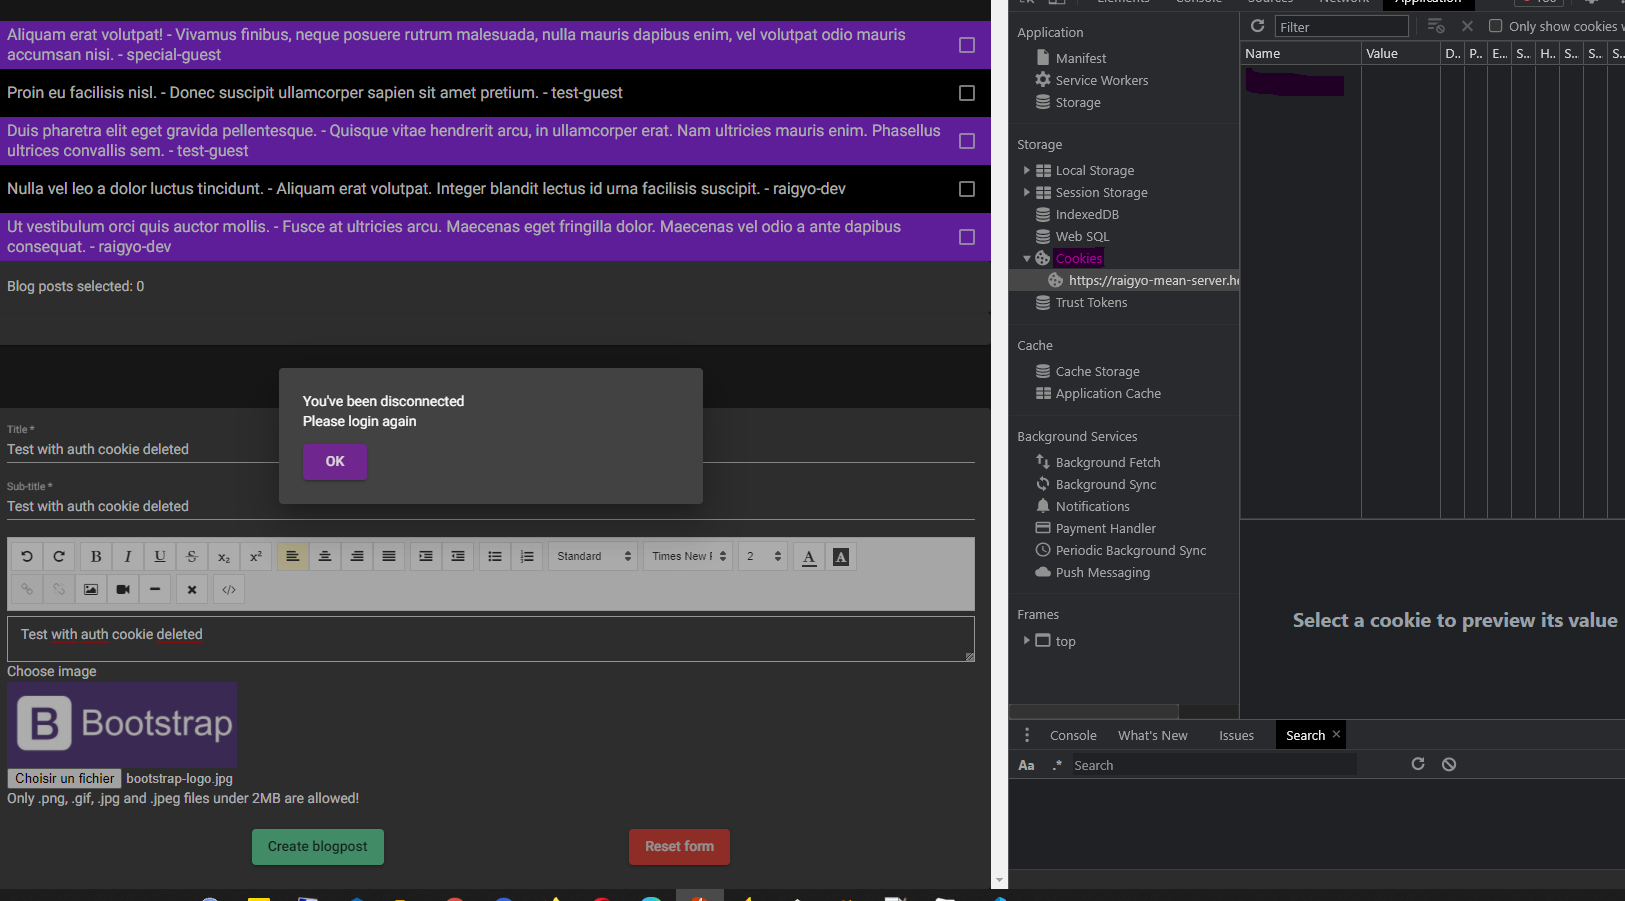 Aliquam erat volutpat! - Vivamus finibus, neque posuere rutrum malesuada, nulla mauris dapibus enim, vel volutpat odio mauris
accumsan nisi. - special-guest
Proin eu facilisis nisl. - Donec suscipit ullamcorper sapien sit amet pretium. - test-guest
Duis pharetra elit eget gravida pellentesque. - Quisque vitae hendrerit arcu, in ullamcorper erat. Nam ultricies mauris enim. Phasellus
ultrices convallis sem. - test-guest
Nulla vel leo a dolor luctus tincidunt. - Aliquam erat volutpat. Integer blandit lectus id urna facilisis suscipit. - raigyo-dev
Ut vestibulum orci quis auctor mollis. - Fusce at ultricies arcu. Maecenas eget fringilla dolor. Maecenas vel odio a ante dapibus
consequat. - raigyo-dev
Blog posts selected: 0
You've been disconnected
Please login again
OK
Title *
Test with auth cookie deleted
Sub-title *
Test with auth cookie deleted
B I U S x₂ x²
Standard
Times New
2
A A
</>
Test with auth cookie deleted
Choose image
B Bootstrap
Choisir un fichier bootstrap-logo.jpg
Only .png, .gif, .jpg and .jpeg files under 2MB are allowed!
Create blogpost
Reset form
Application
Manifest
Service Workers
Storage
Storage
Local Storage
Session Storage
IndexedDB
Web SQL
Cookies
https://raigyo-mean-server.he
Trust Tokens
Cache
Cache Storage
Application Cache
Background Services
Background Fetch
Background Sync
Notifications
Payment Handler
Periodic Background Sync
Push Messaging
Frames
top
Filter
Only show cookies
Name Value D.. P.. E... S... H.. S... S... S..
Select a cookie to preview its value
Console What's New Issues Search
Aa .* Search